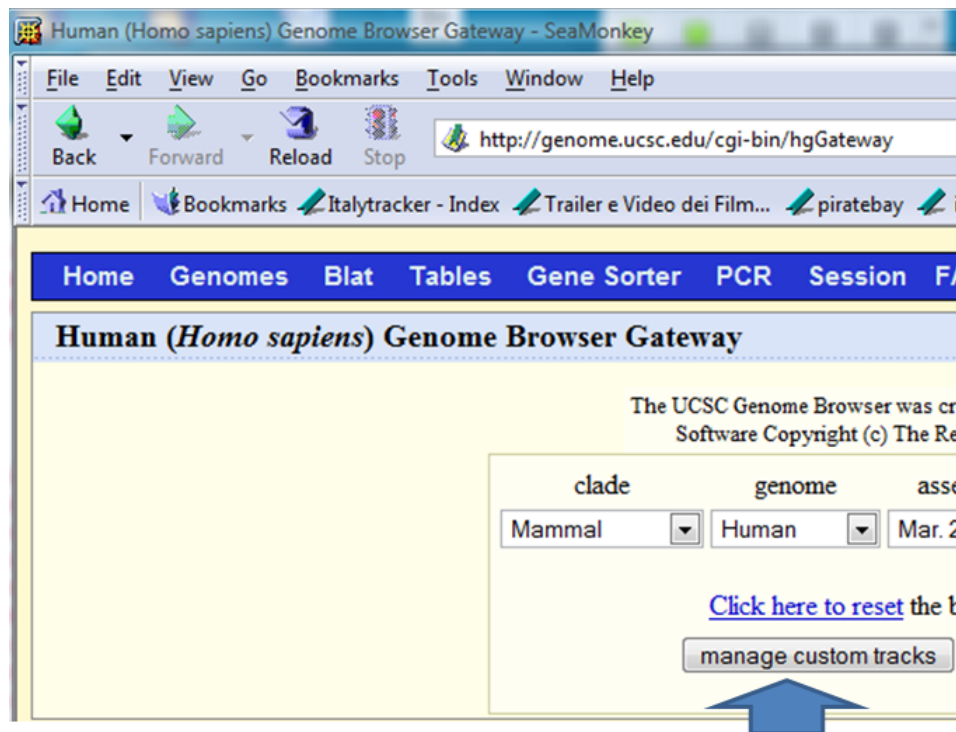 Human (Homo sapiens) Genome Browser Gateway - SeaMonkey
File Edit View Go Bookmarks Tools Window Help
Back Forward Reload Stop http://genome.ucsc.edu/cgi-bin/hgGateway
Home Bookmarks Italytracker - Index Trailer e Video dei Film... piratebay
Home Genomes Blat Tables Gene Sorter PCR Session
Human (Homo sapiens) Genome Browser Gateway
The UCSC Genome Browser was
Software Copyright (c) The
clade genome
Mammal Human Mar.
Click here to reset the
manage custom tracks